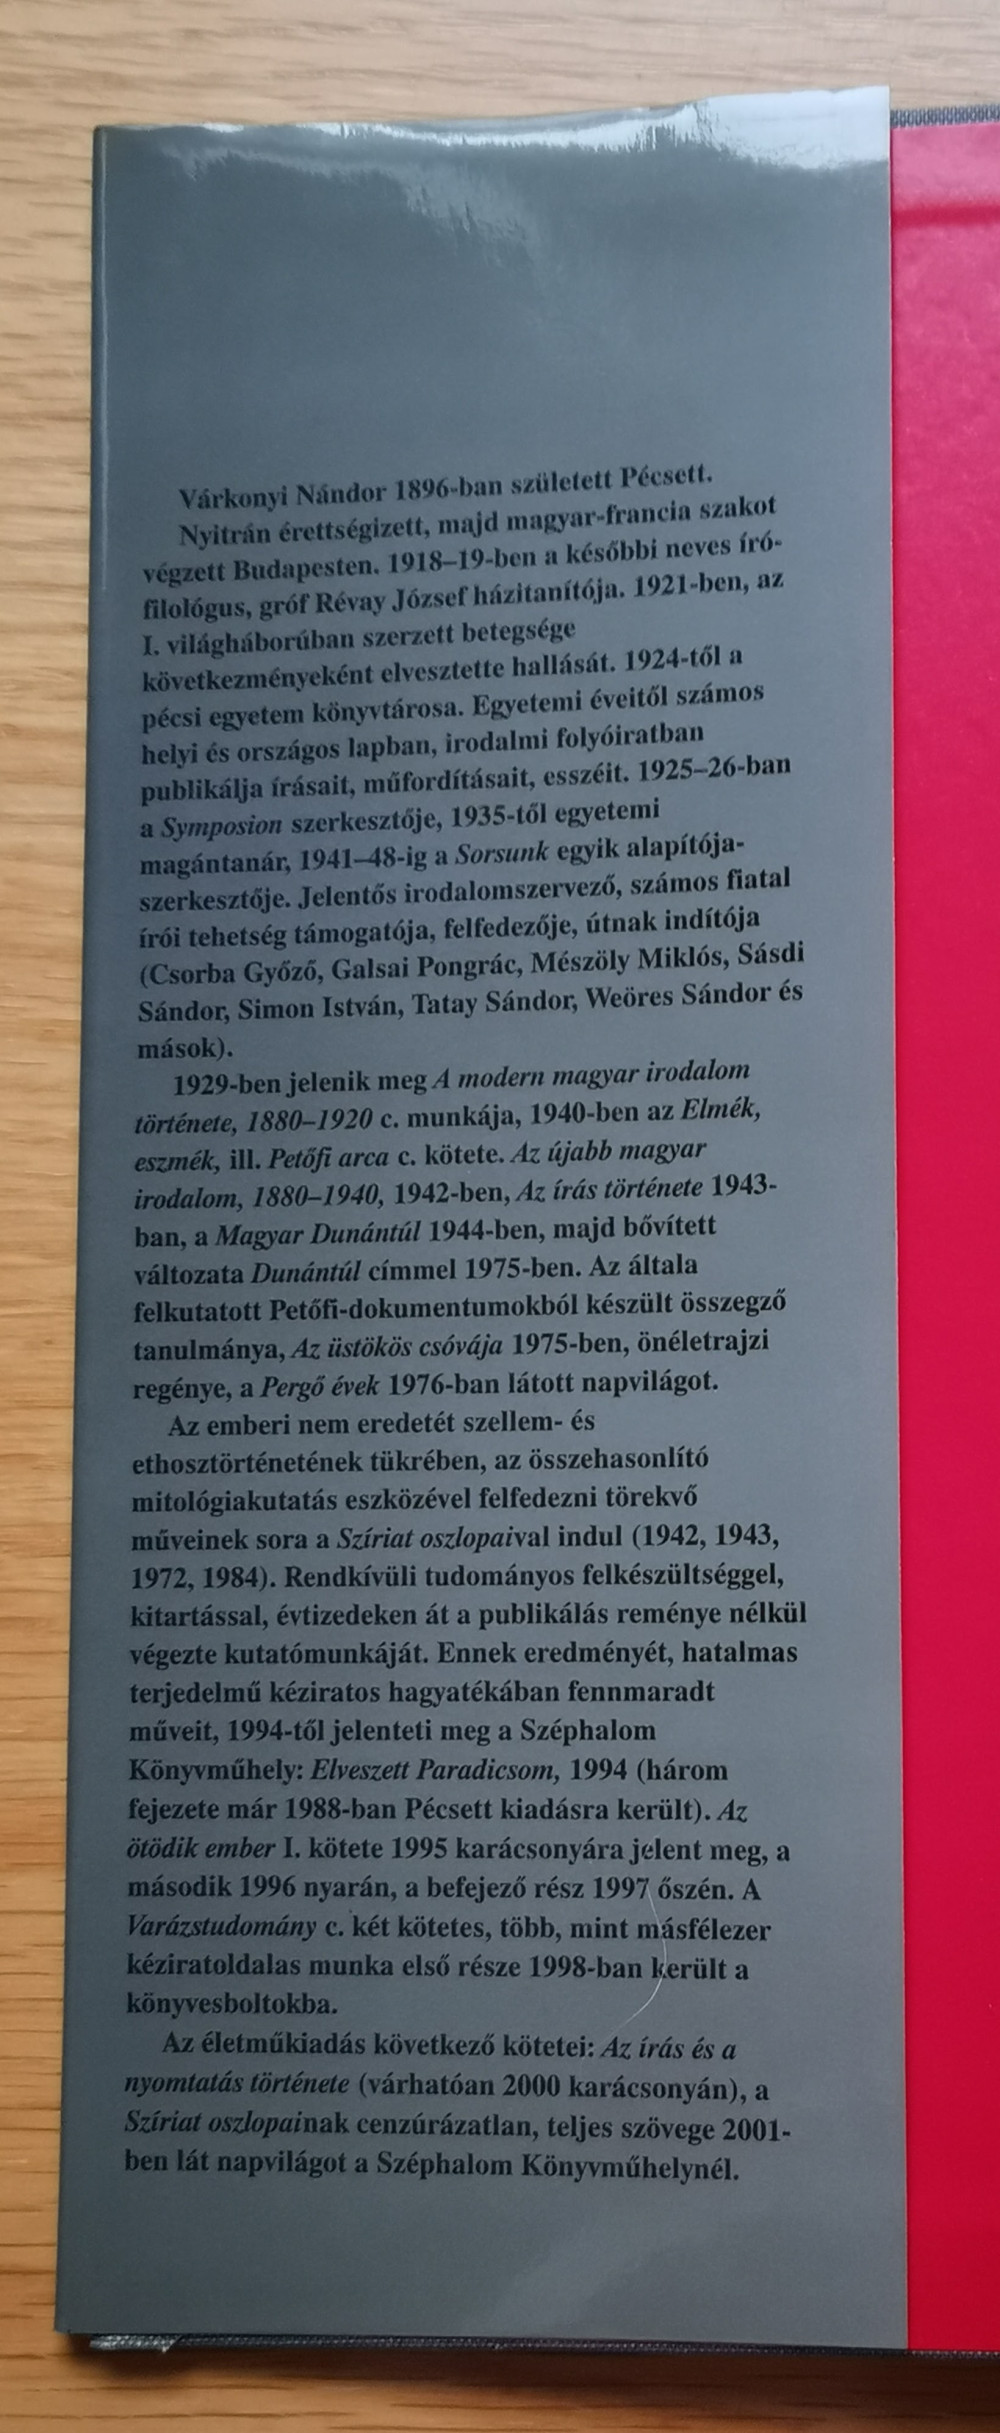 Várkonyi Nándor 1896-ban született Pécsett.
Nyitrán érettségizett, majd magyar-francia szakot
végzett Budapesten. 1918–19-ben a későbbi neves író-
filológus, gróf Révay József házitanítója. 1921-ben, az
I. világháborúban szerzett betegsége
következményeként elvesztette hallását. 1924-től a
pécsi egyetem könyvtárosa. Egyetemi éveitől számos
helyi és országos lapban, irodalmi folyóiratban
publikálja írásait, műfordításait, esszéit. 1925–26-ban
a Symposion szerkesztője, 1935-től egyetemi
magántanár, 1941–48-ig a Sorsunk egyik alapítója-
szerkesztője. Jelentős irodalomszervező, számos fiatal
írói tehetség támogatója, felfedezője, útnak indítója
(Csorba Győző, Galsai Pongrác, Mészöly Miklós, Sásdi
Sándor, Simon István, Tatay Sándor, Weöres Sándor és
mások).
1929-ben jelenik meg A modern magyar irodalom
története, 1880–1920 c. munkája, 1940-ben az Elmék,
eszmék, ill. Petőfi arca c. kötete. Az újabb magyar
irodalom, 1880–1940, 1942-ben, Az írás története 1943-
ban, a Magyar Dunántúl 1944-ben, majd bővített
változata Dunántúl címmel 1975-ben. Az általa
felkutatott Petőfi-dokumentumokból készült összegző
tanulmánya, Az üstökös csóvája 1975-ben, önéletrajzi
regénye, a Pergő évek 1976-ban látott napvilágot.
Az emberi nem eredetét szellem- és
ethosztörténetének tükrében, az összehasonlító
mitológiakutatás eszközével felfedezni törekvő
műveinek sora a Szíriat oszlopaival indul (1942, 1943,
1972, 1984). Rendkívüli tudományos felkészültséggel,
kitartással, évtizedeken át a publikálás reménye nélkül
végezte kutatómunkáját. Ennek eredményét, hatalmas
terjedelmű kéziratos hagyatékában fennmaradt
műveit, 1994-től jelenteti meg a Széphalom
Könyvműhely: Elveszett Paradicsom, 1994 (három
fejezete már 1988-ban Pécsett kiadásra került). Az
ötödik ember I. kötete 1995 karácsonyára jelent meg, a
második 1996 nyarán, a befejező rész 1997 őszén. A
Varázstudomány c. két kötetes, több, mint másfélezer
kéziratoldalas munka első része 1998-ban került a
könyvesboltokba.
Az életműkiadás következő kötetei: Az írás és a
nyomtatás története (várhatóan 2000 karácsonyán), a
Szíriat oszlopainak cenzúrázatlan, teljes szövege 2001-
ben lát napvilágot a Széphalom Könyvműhelynél.